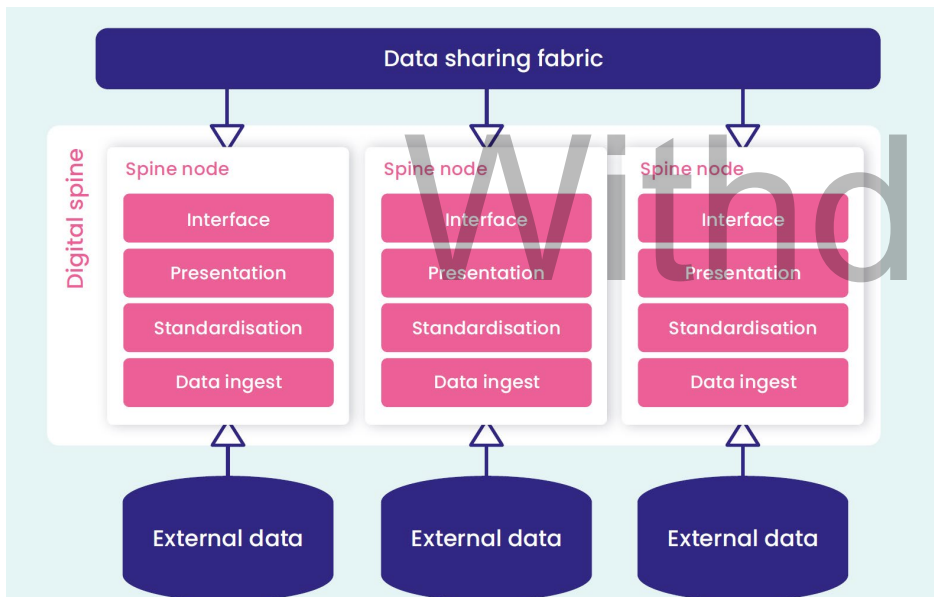 Data sharing fabric
Digital spine
Spine node
Interface
Presentation
Standardisation
Data ingest
Spine node
Interface
Presentation
Standardisation
Data ingest
Spine node
Interface
Presentation
Standardisation
Data ingest
Withd
External data
External data
External data